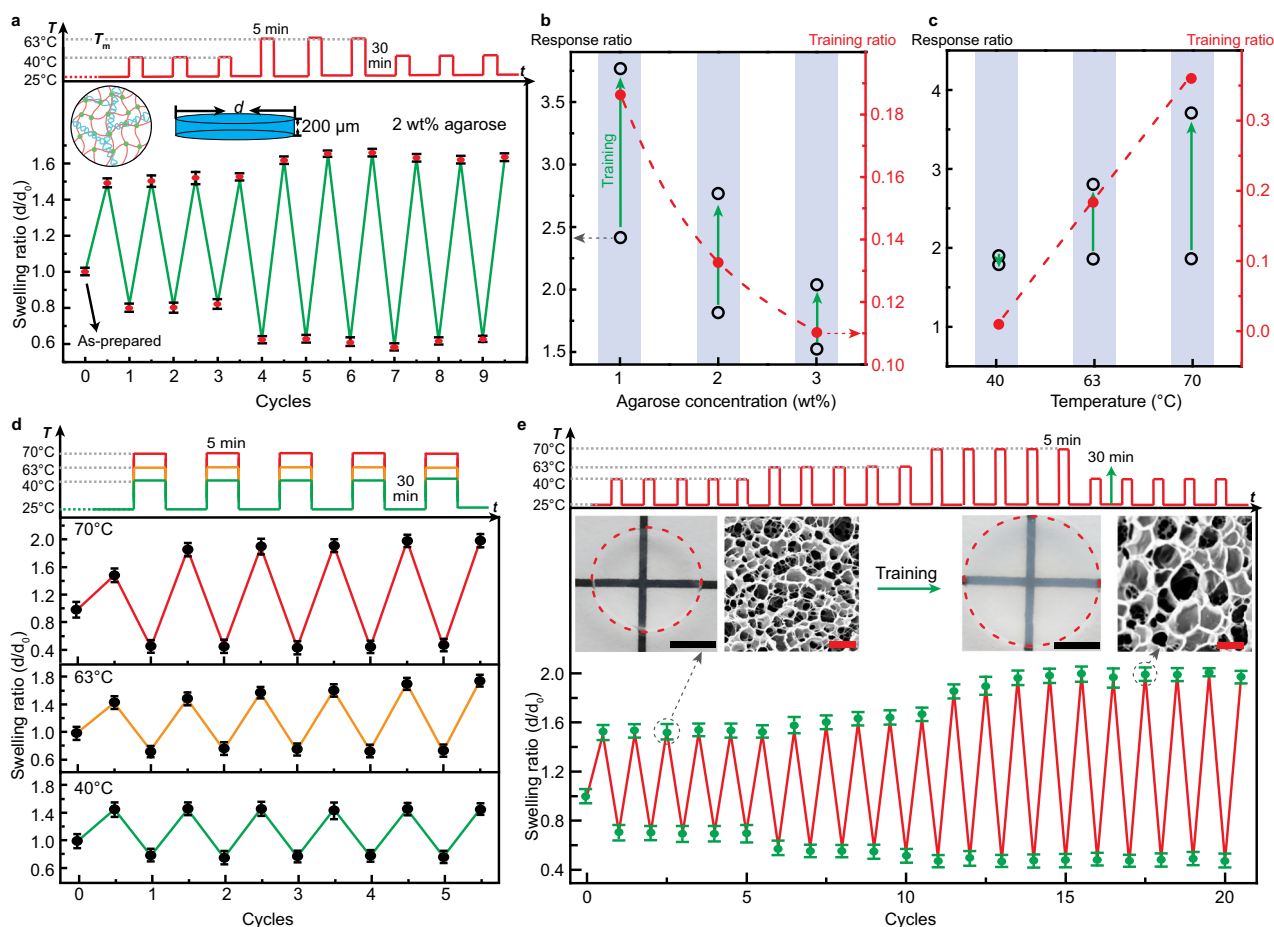 a
T
5 min
63°C
Tm
30
min
40°C
25°C
t
d
200 µm
2 wt% agarose
Swelling ratio (d/d0)
1.6
1.4
1.2
1.0
0.8
0.6
As-prepared
0 1 2 3 4 5 6 7 8 9
Cycles
b
Response ratio
Training ratio
3.5
3.0
2.5
2.0
1.5
Training
0.18
0.16
0.14
0.12
0.10
1 2 3
Agarose concentration (wt%)
c
Response ratio
Training ratio
4
3
2
1
0.3
0.2
0.1
0.0
40 63 70
Temperature (°C)
d
T
5 min
70°C
63°C
40°C
30
min
25°C
t
Swelling ratio (d/d0)
70°C
2.0
1.6
1.2
0.8
0.4
63°C
1.8
1.4
1.0
0.6
40°C
1.8
1.4
1.0
0.6
0 1 2 3 4 5
Cycles
e
T
5 min
70°C
63°C
30 min
40°C
25°C
t
Training
Swelling ratio (d/d0)
2.0
1.6
1.2
0.8
0.4
0 5 10 15 20
Cycles